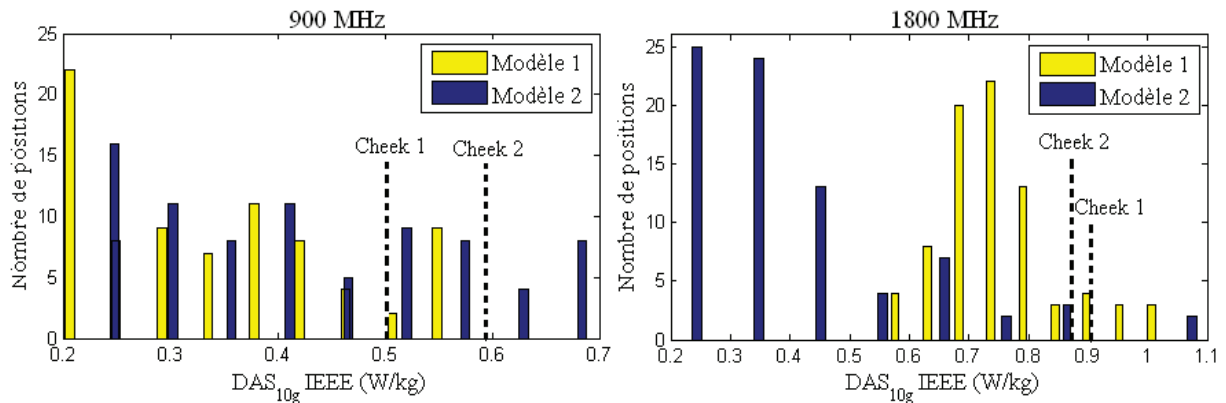 900 MHz
25
20
15
10
5
0
Nombre de positions
Modèle 1
Modèle 2
Cheek 1
Cheek 2
0.2
0.3
0.4
0.5
0.6
0.7
DAS10g IEEE (W/kg)
1800 MHz
25
20
15
10
5
0
Nombre de positions
Modèle 1
Modèle 2
Cheek 2
Cheek 1
0.2
0.3
0.4
0.5
0.6
0.7
0.8
0.9
1
1.1
DAS10g IEEE (W/kg)